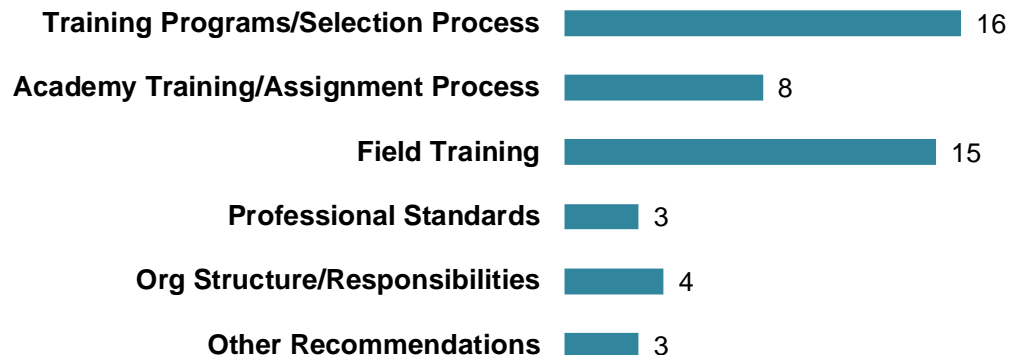 Training Programs/Selection Process 16
Academy Training/Assignment Process 8
Field Training 15
Professional Standards 3
Org Structure/Responsibilities 4
Other Recommendations 3